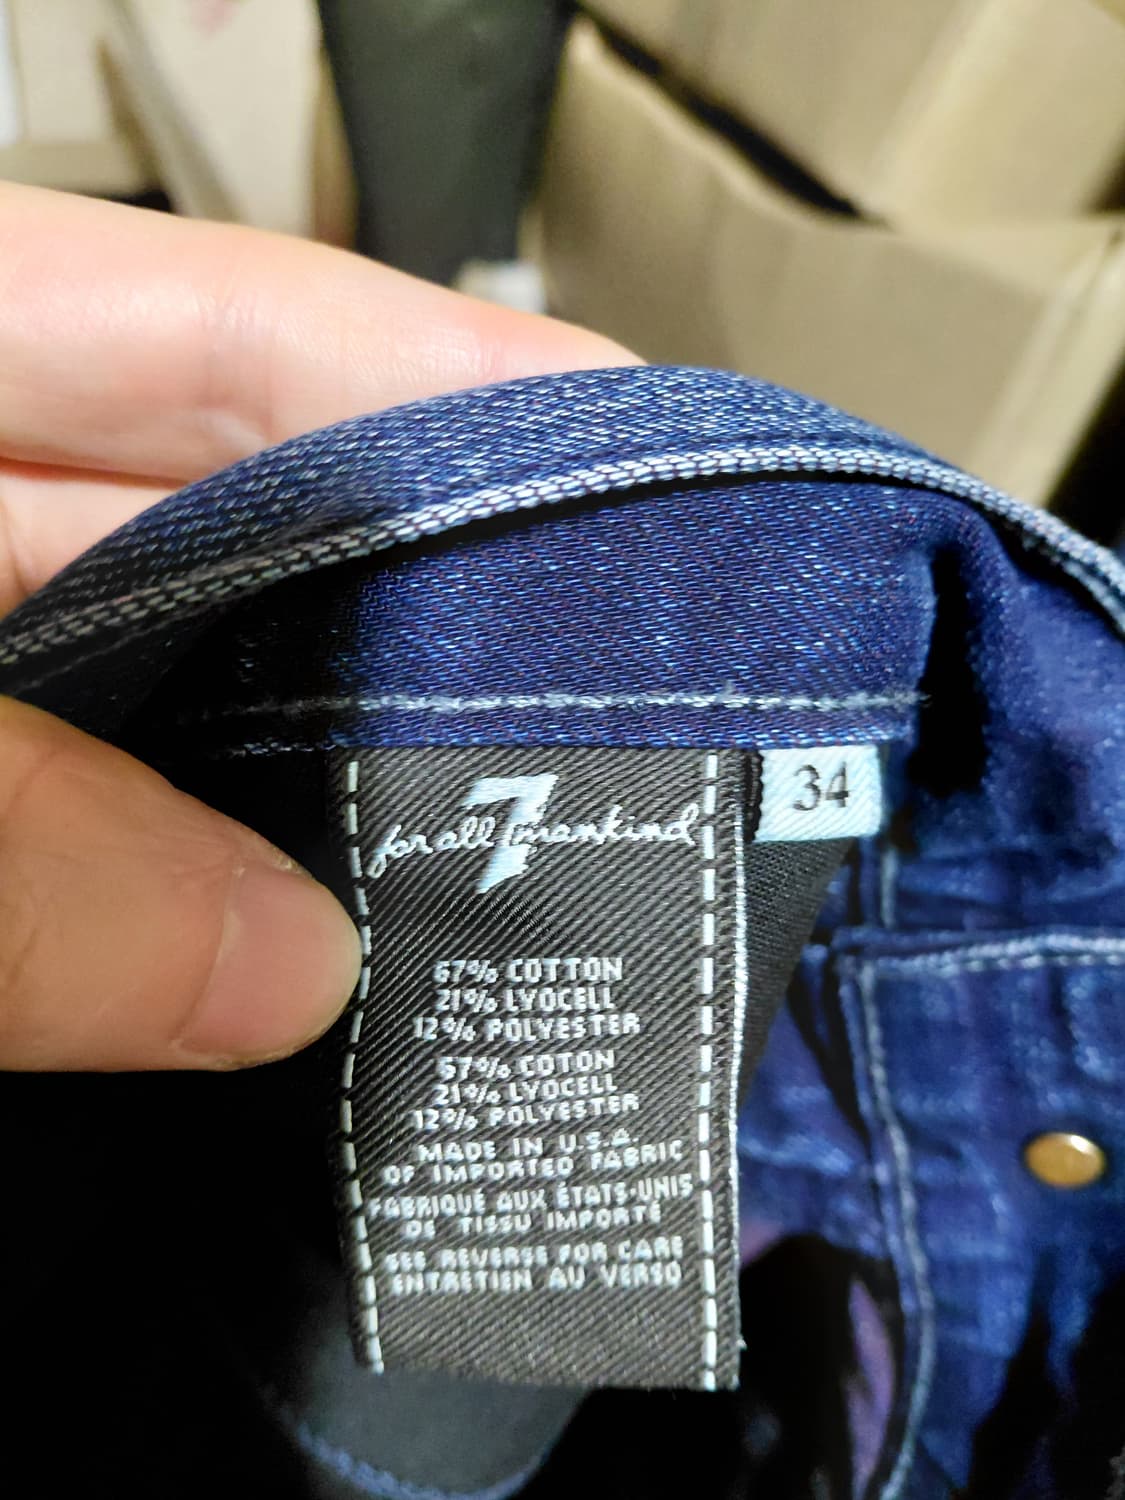 7
for all mankind
34
67% COTTON
21% LYOCELL
12% POLYESTER
67% COTON
21% LYOCELL
12% POLYESTER
MADE IN U.S.A.
OF IMPORTED FABRIC
FABRIQUÉ AUX ÉTATS-UNIS
DE TISSU IMPORTÉ
SEE REVERSE FOR CARE
ENTRETIEN AU VERSO